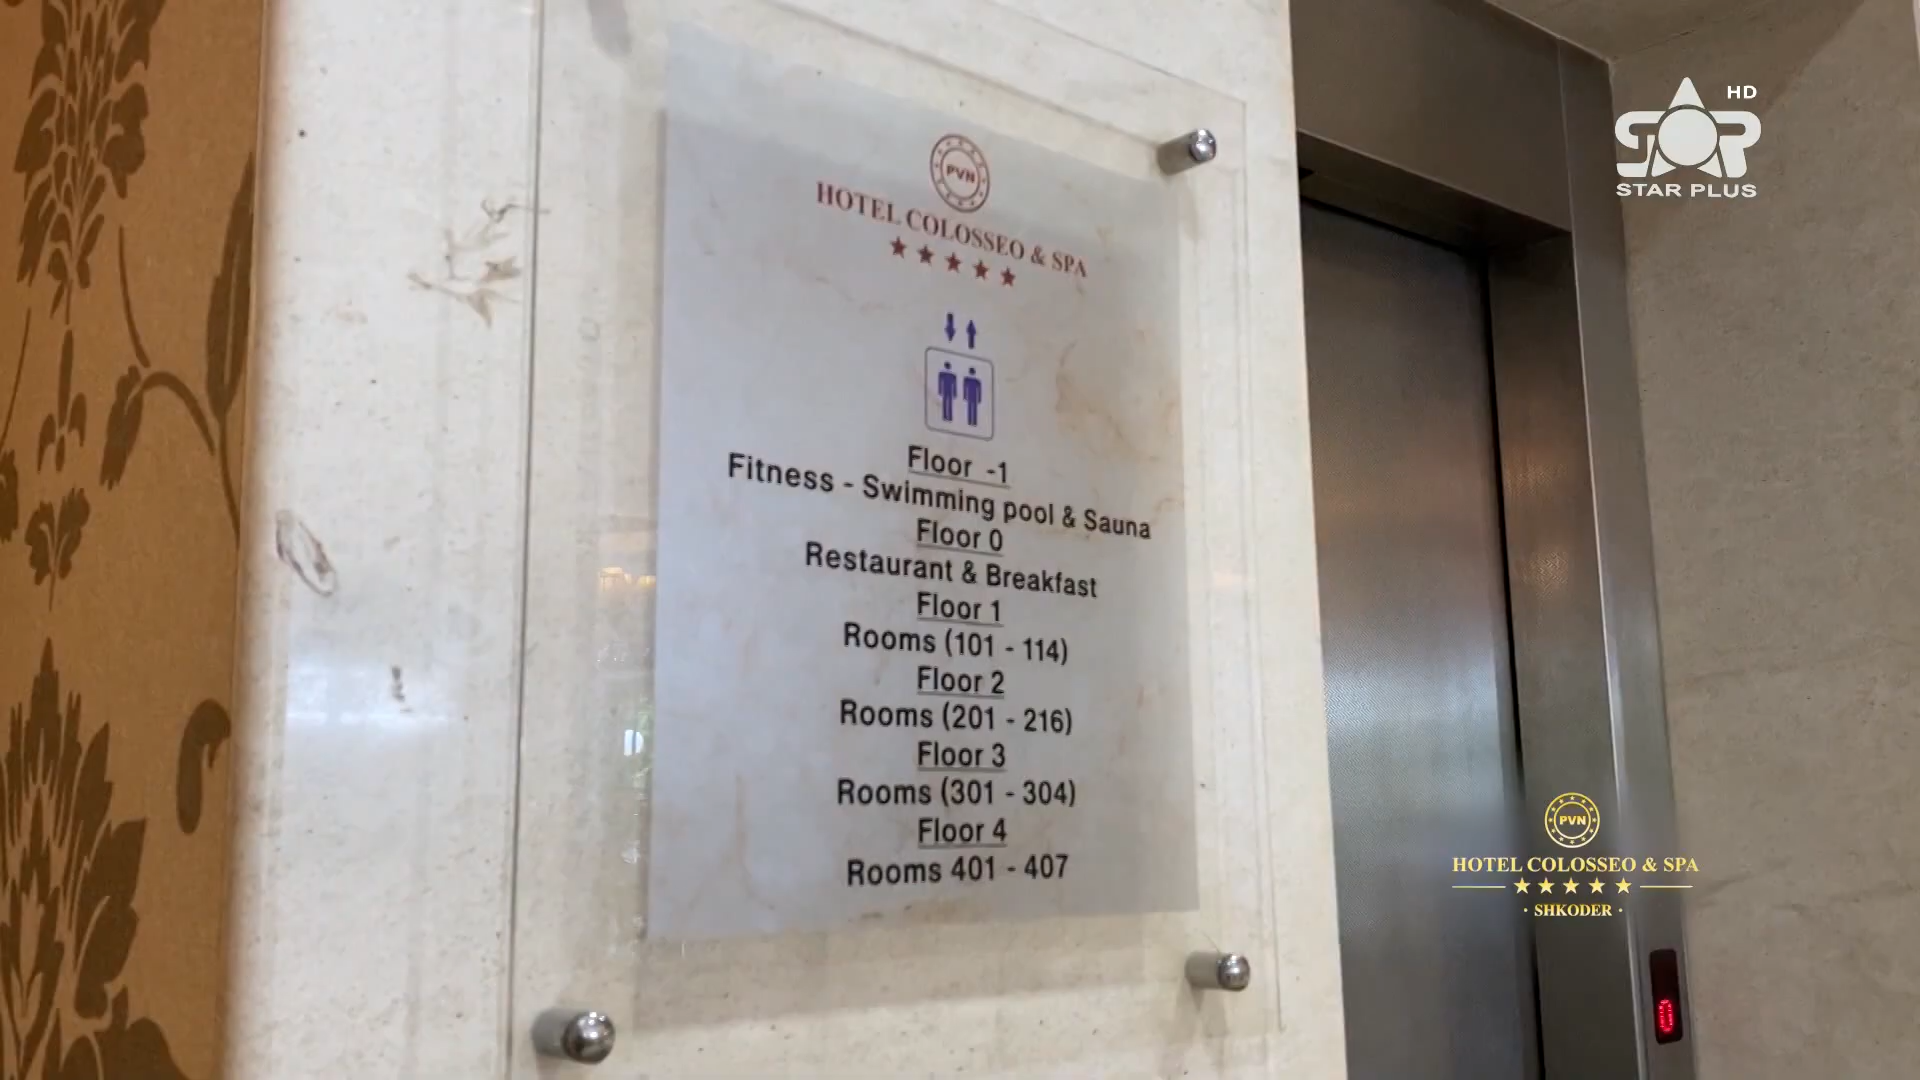 PVN
HOTEL COLOSSEO & SPA
Floor -1
Fitness - Swimming pool & Sauna
Floor 0
Restaurant & Breakfast
Floor 1
Rooms (101 - 114)
Floor 2
Rooms (201 - 216)
Floor 3
Rooms (301 - 304)
Floor 4
Rooms 401 - 407
HD
STAR
STAR PLUS
PVN
HOTEL COLOSSEO & SPA
· SHKODER ·
0